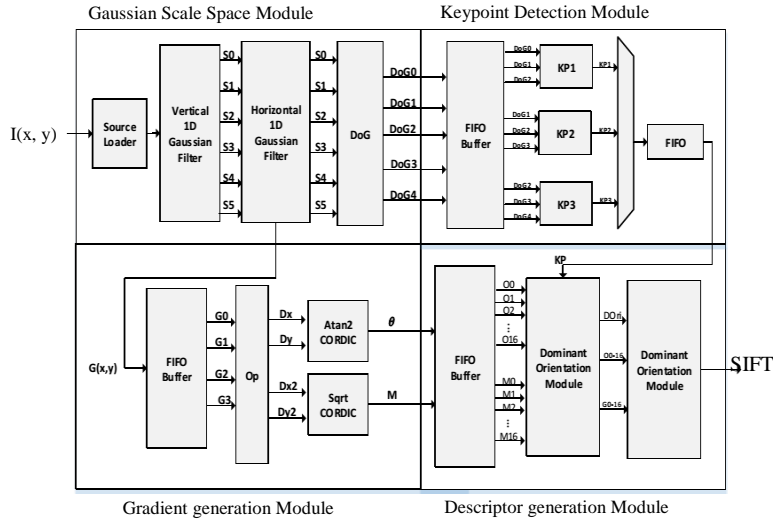 Gaussian Scale Space Module
Keypoint Detection Module
I(x, y)
Source
Loader
Vertical
1D
Gaussian
Filter
S0
S1
S2
S3
S4
S5
Horizontal
1D
Gaussian
Filter
S0
S1
S2
S3
S4
S5
DoG
DoG0
DoG1
DoG2
DoG3
DoG4
FIFO
Buffer
DoG0
DoG1
DoG2
KP1
KP1
DoG1
DoG2
DoG3
KP2
KP2
DoG2
DoG3
DoG4
KP3
KP3
FIFO
G(x,y)
FIFO
Buffer
G0
G1
G2
G3
Op
Dx
Dy
Dx2
Dy2
Atan2
CORDIC
Sqrt
CORDIC
θ
M
KP
FIFO
Buffer
O0
O1
O2
⋮
O16
M0
M1
M2
⋮
M16
Dominant
Orientation
Module
DOri
O0-16
G0-16
Dominant
Orientation
Module
SIFT
Gradient generation Module
Descriptor generation Module